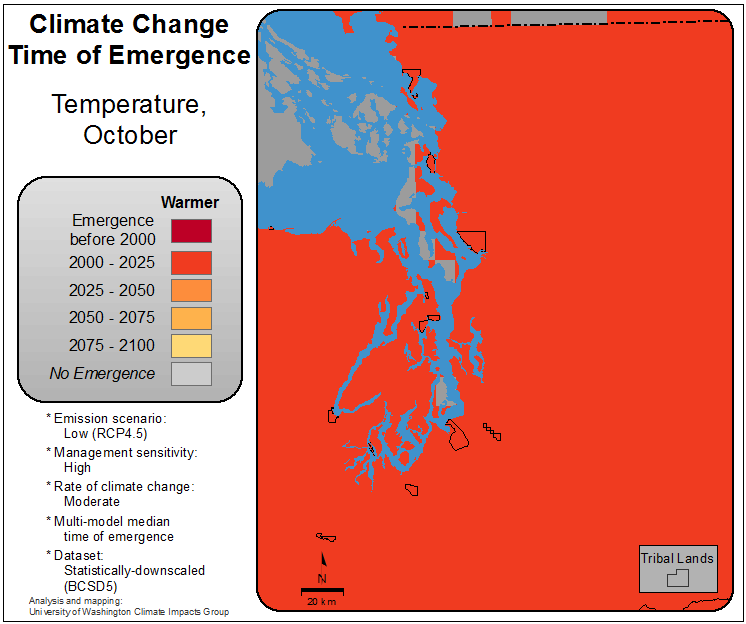 Climate Change
Time of Emergence
Temperature,
October
Warmer
Emergence
before 2000
2000 - 2025
2025 - 2050
2050 - 2075
2075 - 2100
No Emergence
* Emission scenario:
Low (RCP4.5)
* Management sensitivity:
High
* Rate of climate change:
Moderate
* Multi-model median
time of emergence
* Dataset:
Statistically-downscaled
(BCSD5)
Analysis and mapping:
University of Washington Climate Impacts Group
N
20 km
Tribal Lands